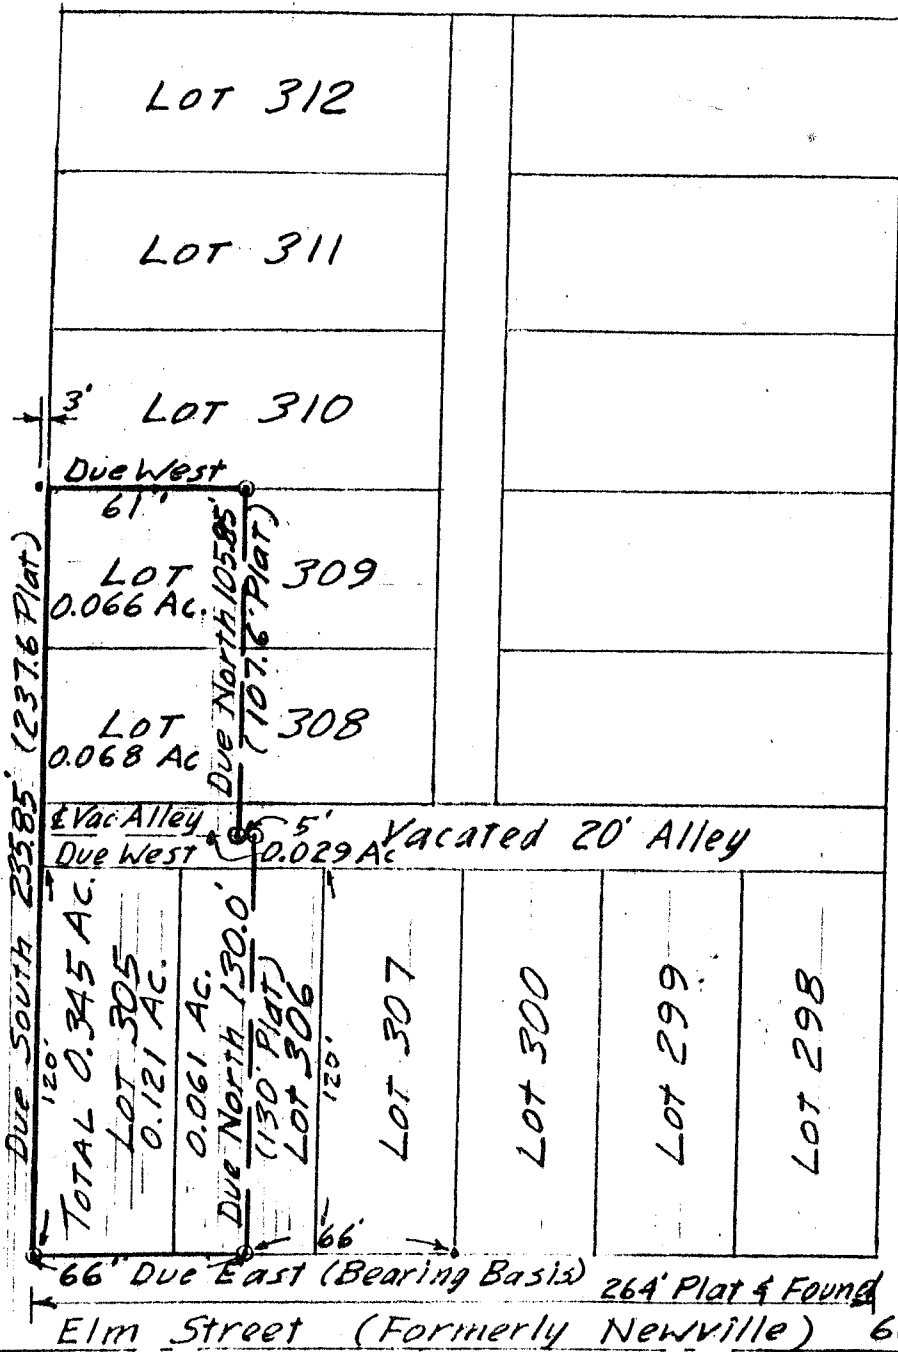 LOT 312
LOT 311
3'
LOT 310
Due West
61'
LOT 309
0.066 Ac.
Due North 105.85'
(107.6' Plat)
LOT 308
0.068 Ac
Due South 235.85' (237.6 Plat)
℄ Vac Alley
Due West
5'
0.029 Ac
Vacated 20' Alley
120'
TOTAL 0.345 Ac.
LOT 305
0.121 Ac.
0.061 Ac.
Due North 130.0'
(130' Plat)
Lot 306
120'
LOT 307
LOT 300
LOT 299
LOT 298
66'
66' Due East (Bearing Basis)
264' Plat & Found
Elm Street (Formerly Newville)